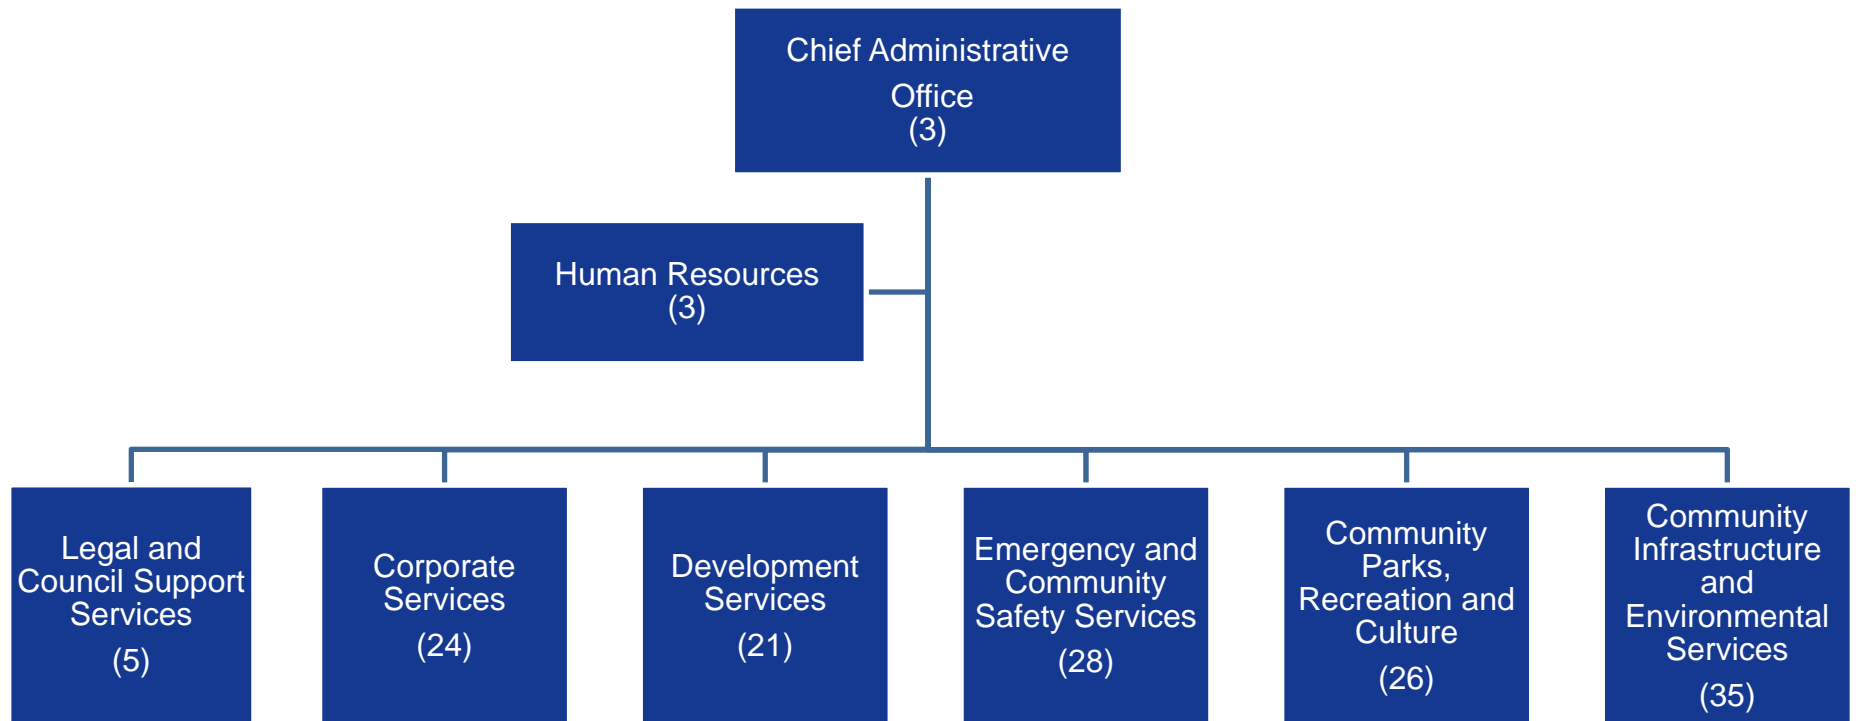 Chief Administrative
Office
(3)
Human Resources
(3)
Legal and
Council Support
Services
(5)
Corporate
Services
(24)
Development
Services
(21)
Emergency and
Community
Safety Services
(28)
Community
Parks,
Recreation and
Culture
(26)
Community
Infrastructure
and
Environmental
Services
(35)